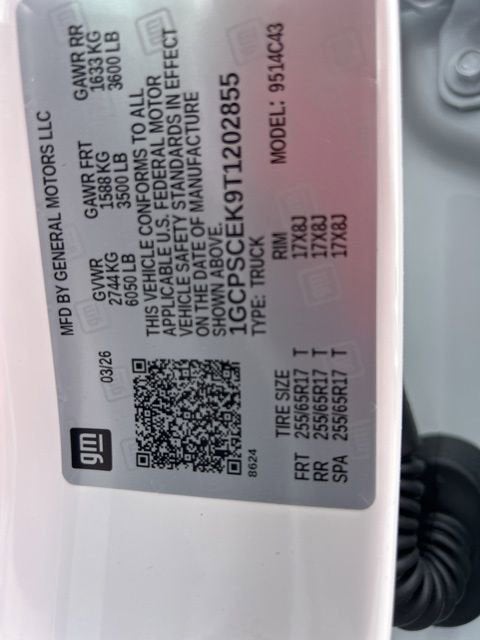 gm
MFD BY GENERAL MOTORS LLC
03/26
GVWR GAWR FRT GAWR RR
2744KG 1588 KG 1633 KG
6050 LB 3500 LB 3600 LB
THIS VEHICLE CONFORMS TO ALL
APPLICABLE U.S. FEDERAL MOTOR
VEHICLE SAFETY STANDARDS IN EFFECT
ON THE DATE OF MANUFACTURE
SHOWN ABOVE.
1GCPSCEK9T1202855
TYPE: TRUCK MODEL: 9514C43
8624
TIRE SIZE RIM
FRT 255/65R17 T 17X8J
RR 255/65R17 T 17X8J
SPA 255/65R17 T 17X8J